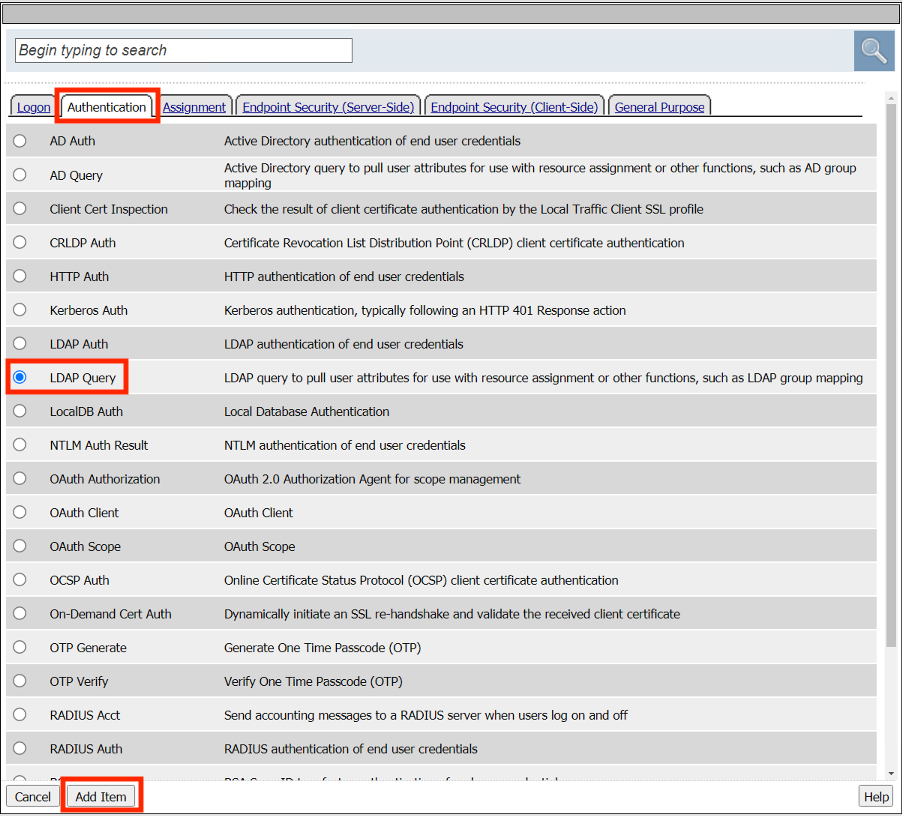 Begin typing to search
Logon Authentication Assignment Endpoint Security (Server-Side) Endpoint Security (Client-Side) General Purpose
AD Auth Active Directory authentication of end user credentials
AD Query Active Directory query to pull user attributes for use with resource assignment or other functions, such as AD group
mapping
Client Cert Inspection Check the result of client certificate authentication by the Local Traffic Client SSL profile
CRLDP Auth Certificate Revocation List Distribution Point (CRLDP) client certificate authentication
HTTP Auth HTTP authentication of end user credentials
Kerberos Auth Kerberos authentication, typically following an HTTP 401 Response action
LDAP Auth LDAP authentication of end user credentials
LDAP Query LDAP query to pull user attributes for use with resource assignment or other functions, such as LDAP group mapping
LocalDB Auth Local Database Authentication
NTLM Auth Result NTLM authentication of end user credentials
OAuth Authorization OAuth 2.0 Authorization Agent for scope management
OAuth Client OAuth Client
OAuth Scope OAuth Scope
OCSP Auth Online Certificate Status Protocol (OCSP) client certificate authentication
On-Demand Cert Auth Dynamically initiate an SSL re-handshake and validate the received client certificate
OTP Generate Generate One Time Passcode (OTP)
OTP Verify Verify One Time Passcode (OTP)
RADIUS Acct Send accounting messages to a RADIUS server when users log on and off
RADIUS Auth RADIUS authentication of end user credentials
Cancel Add Item Help